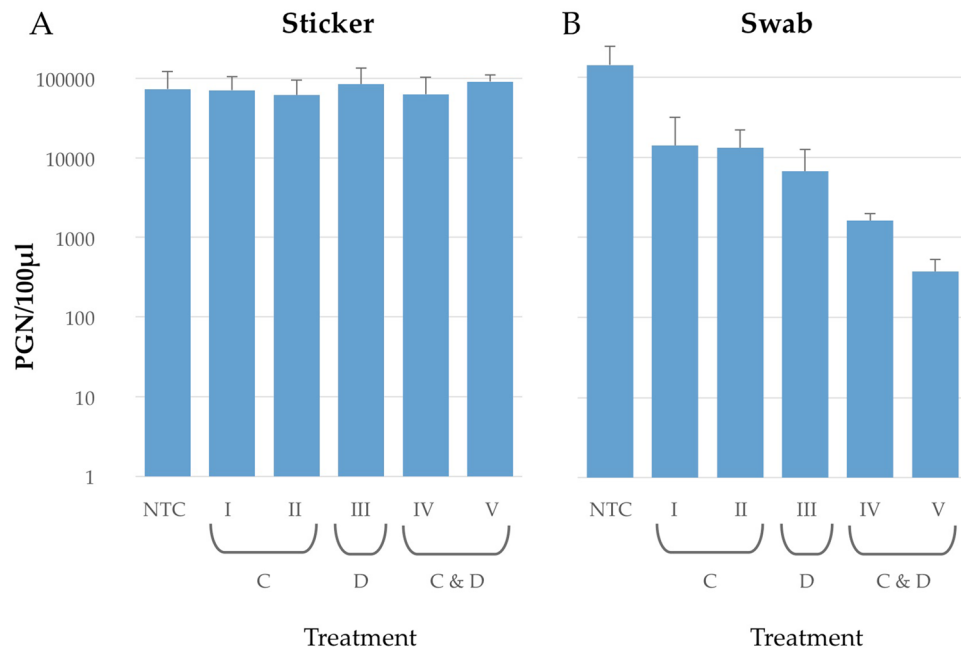 A Sticker
B Swab
PGN/100µl
100000
10000
1000
100
10
1
NTC I II III IV V
C D C & D
Treatment
NTC I II III IV V
C D C & D
Treatment